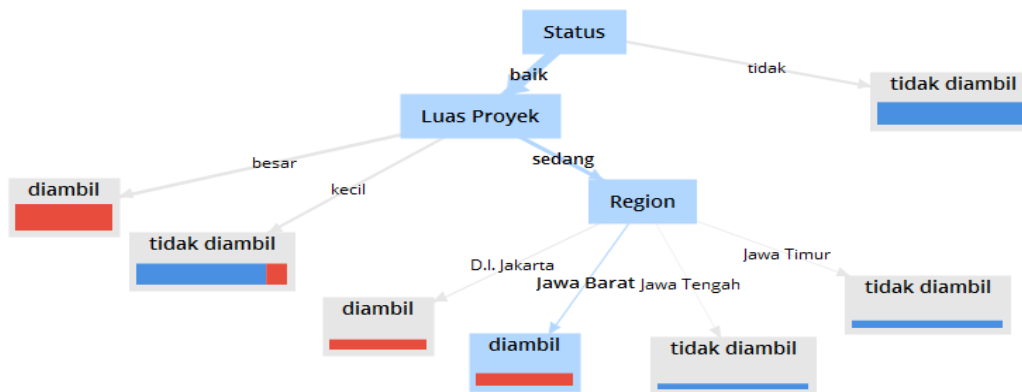 Status
baik
tidak
tidak diambil
Luas Proyek
besar
kecil
sedang
diambil
tidak diambil
Region
D.I. Jakarta
Jawa Barat
Jawa Tengah
Jawa Timur
diambil
diambil
tidak diambil
tidak diambil